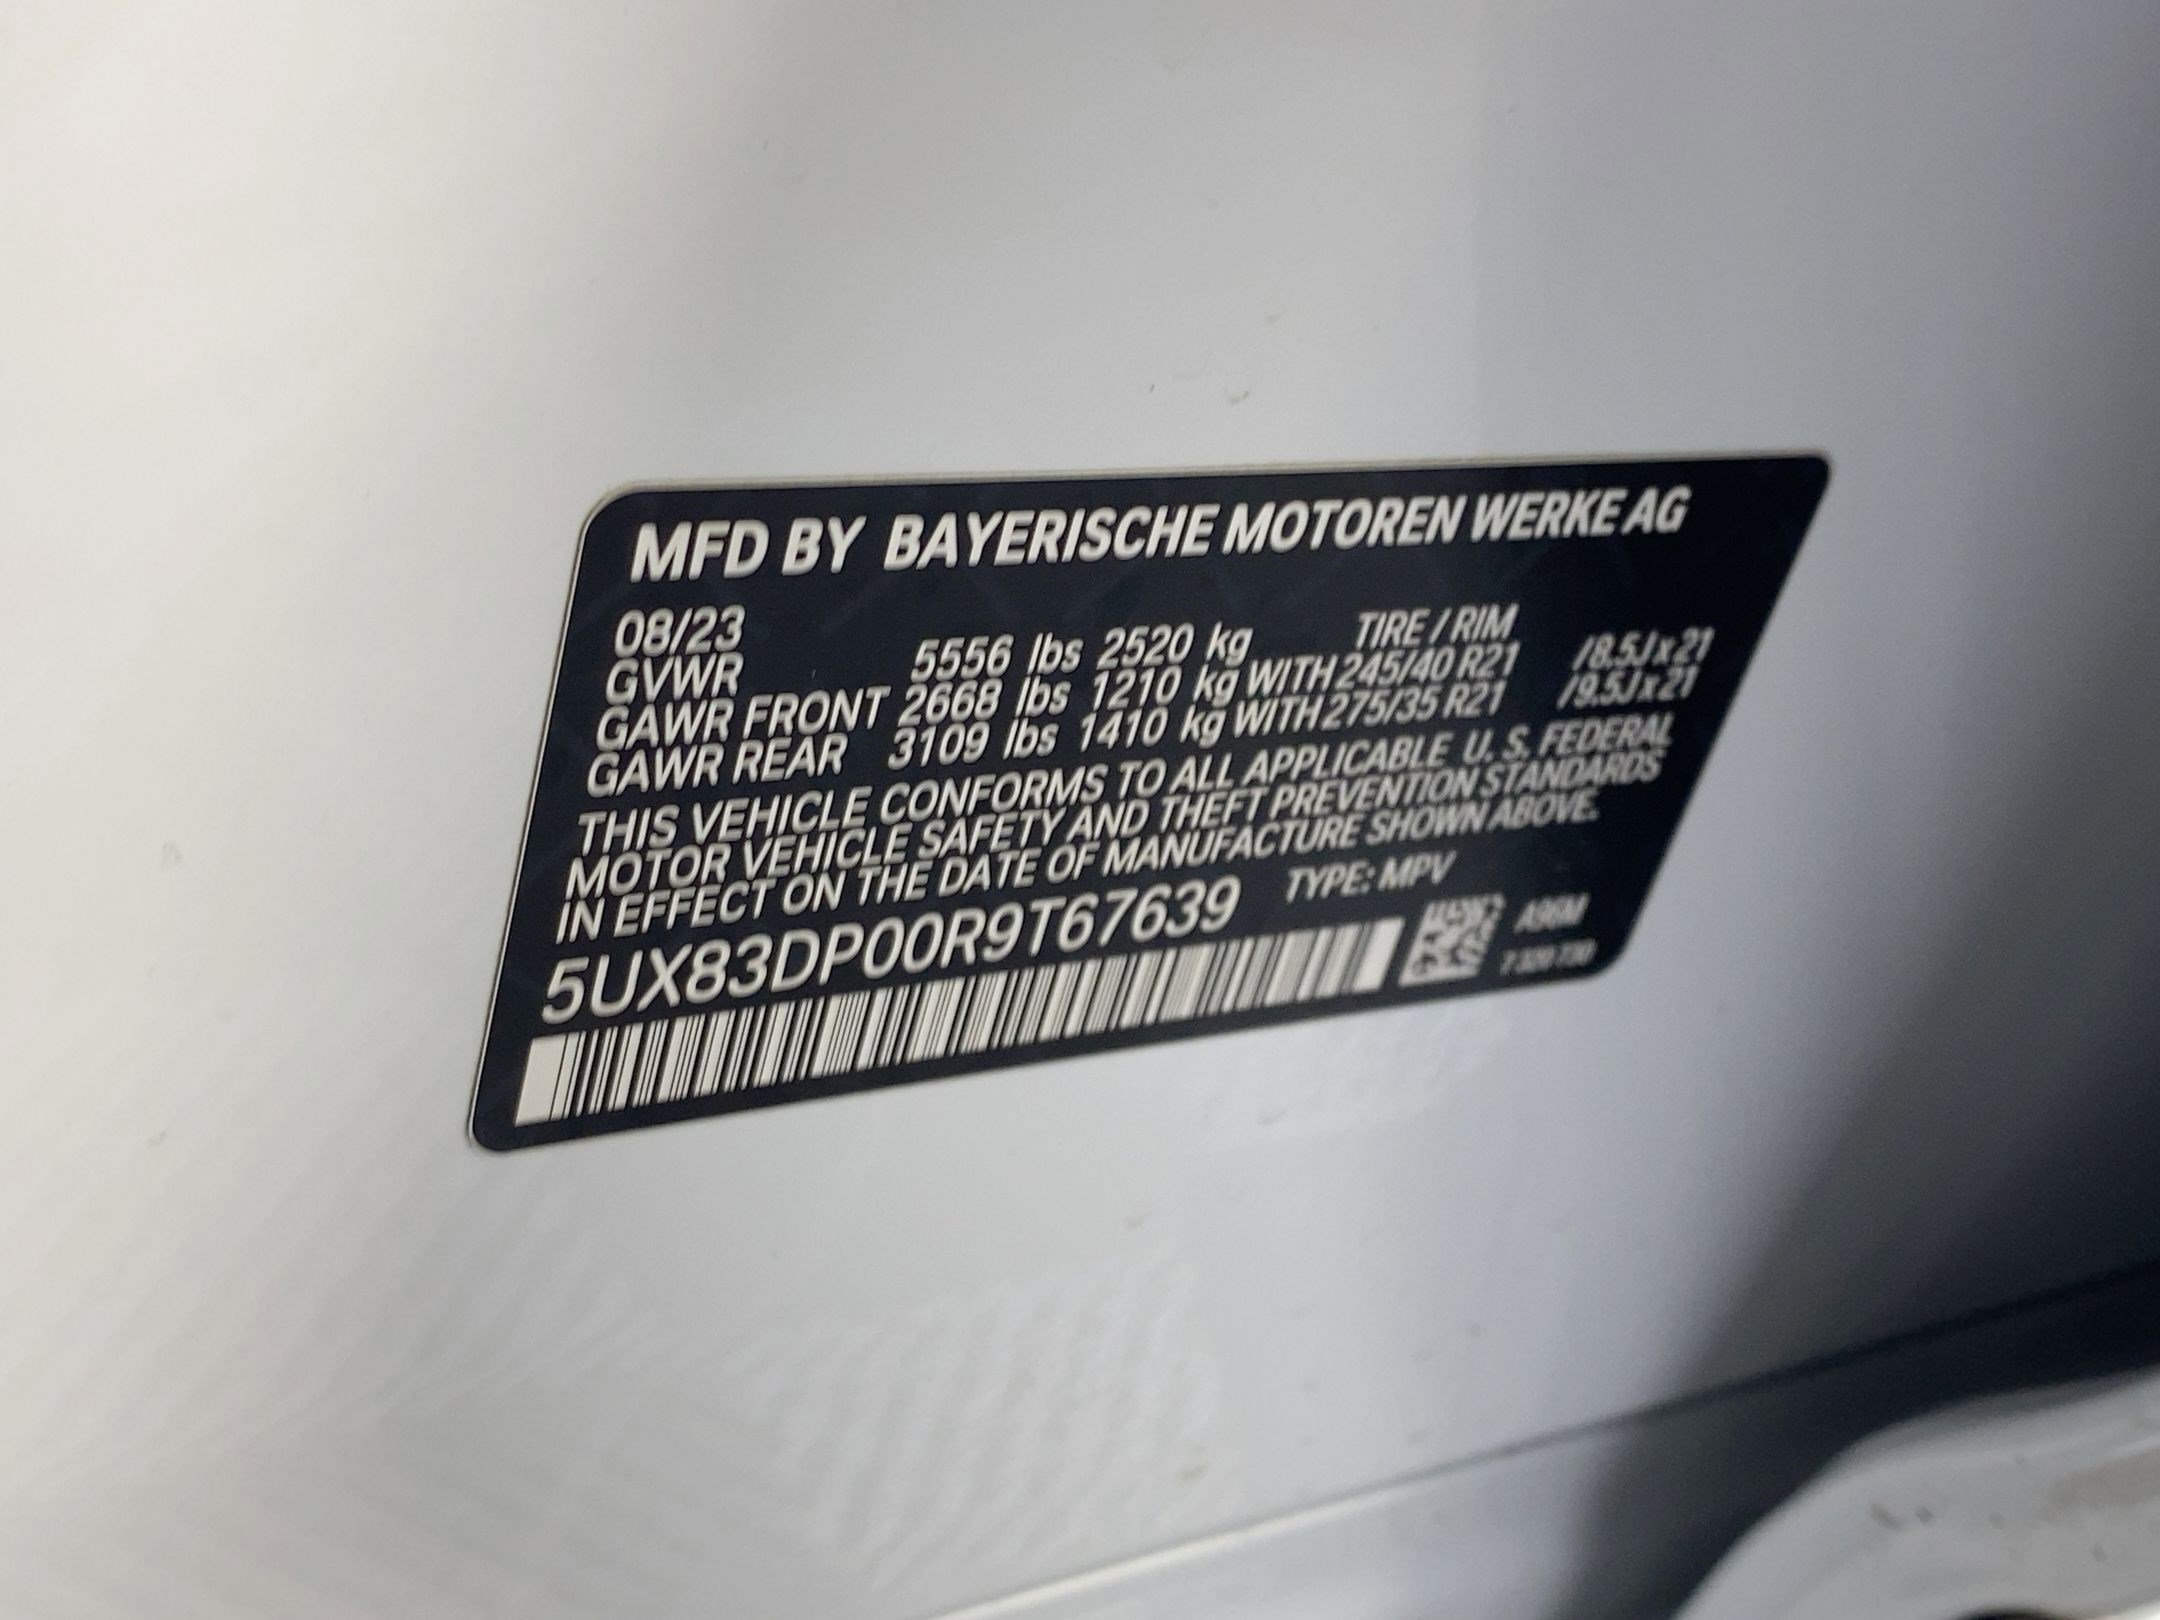 MFD BY BAYERISCHE MOTOREN WERKE AG
08/23 TIRE / RIM
GVWR 5556 lbs 2520 kg
GAWR FRONT 2668 lbs 1210 kg WITH 245/40 R21 /8.5J x 21
GAWR REAR 3109 lbs 1410 kg WITH 275/35 R21 /9.5J x 21
THIS VEHICLE CONFORMS TO ALL APPLICABLE U. S. FEDERAL
MOTOR VEHICLE SAFETY AND THEFT PREVENTION STANDARDS
IN EFFECT ON THE DATE OF MANUFACTURE SHOWN ABOVE.
5UX83DP00R9T67639 TYPE: MPV
A96M